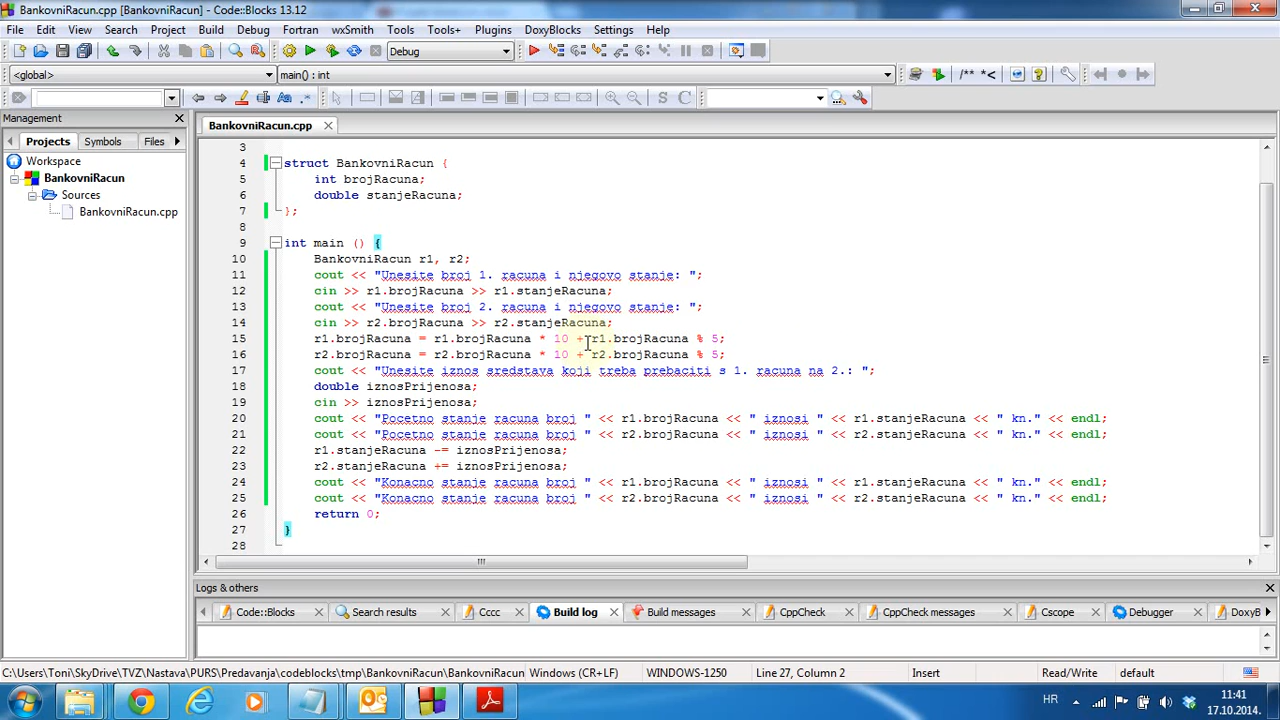 BankovniRacun.cpp [BankovniRacun] - Code::Blocks 13.12
File Edit View Search Project Build Debug Fortran wxSmith Tools Tools+ Plugins DoxyBlocks Settings Help
Debug
<global> main() : int /** *<
Aa .* S C
Management BankovniRacun.cpp
Projects Symbols Files
Workspace
BankovniRacun
Sources
BankovniRacun.cpp
3
4 struct BankovniRacun {
5 int brojRacuna;
6 double stanjeRacuna;
7 };
8
9 int main () {
10 BankovniRacun r1, r2;
11 cout << "Unesite broj 1. racuna i njegovo stanje: ";
12 cin >> r1.brojRacuna >> r1.stanjeRacuna;
13 cout << "Unesite broj 2. racuna i njegovo stanje: ";
14 cin >> r2.brojRacuna >> r2.stanjeRacuna;
15 r1.brojRacuna = r1.brojRacuna * 10 + r1.brojRacuna % 5;
16 r2.brojRacuna = r2.brojRacuna * 10 + r2.brojRacuna % 5;
17 cout << "Unesite iznos sredstava koji treba prebaciti s 1. racuna na 2.: ";
18 double iznosPrijenosa;
19 cin >> iznosPrijenosa;
20 cout << "Pocetno stanje racuna broj " << r1.brojRacuna << " iznosi " << r1.stanjeRacuna << " kn." << endl;
21 cout << "Pocetno stanje racuna broj " << r2.brojRacuna << " iznosi " << r2.stanjeRacuna << " kn." << endl;
22 r1.stanjeRacuna -= iznosPrijenosa;
23 r2.stanjeRacuna += iznosPrijenosa;
24 cout << "Konacno stanje racuna broj " << r1.brojRacuna << " iznosi " << r1.stanjeRacuna << " kn." << endl;
25 cout << "Konacno stanje racuna broj " << r2.brojRacuna << " iznosi " << r2.stanjeRacuna << " kn." << endl;
26 return 0;
27 }
28
Logs & others
Code::Blocks Search results Cccc Build log Build messages CppCheck CppCheck messages Cscope Debugger DoxyB
C:\Users\Toni\SkyDrive\TVZ\Nastava\PURS\Predavanja\codeblocks\tmp\BankovniRacun\BankovniRacun Windows (CR+LF) WINDOWS-1250 Line 27, Column 2 Insert Read/Write default
HR 11:41
17.10.2014.